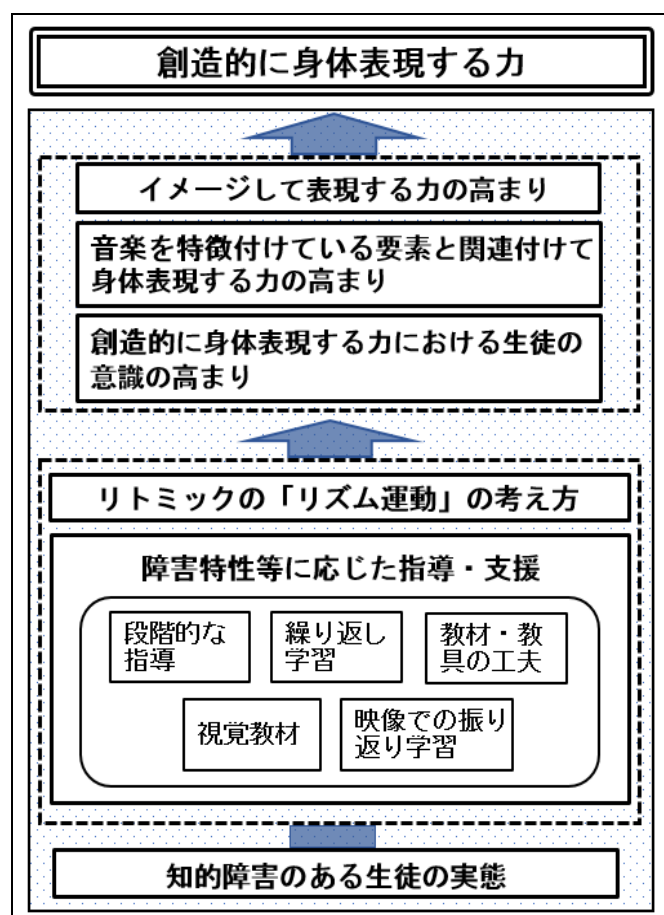 創造的に身体表現する力
イメージして表現する力の高まり
音楽を特徴付けている要素と関連付けて
身体表現する力の高まり
創造的に身体表現する力における生徒の
意識の高まり
リトミックの「リズム運動」の考え方
障害特性等に応じた指導・支援
段階的な
指導
繰り返し
学習
教材・教
具の工夫
視覚教材
映像での振り
返り学習
知的障害のある生徒の実態